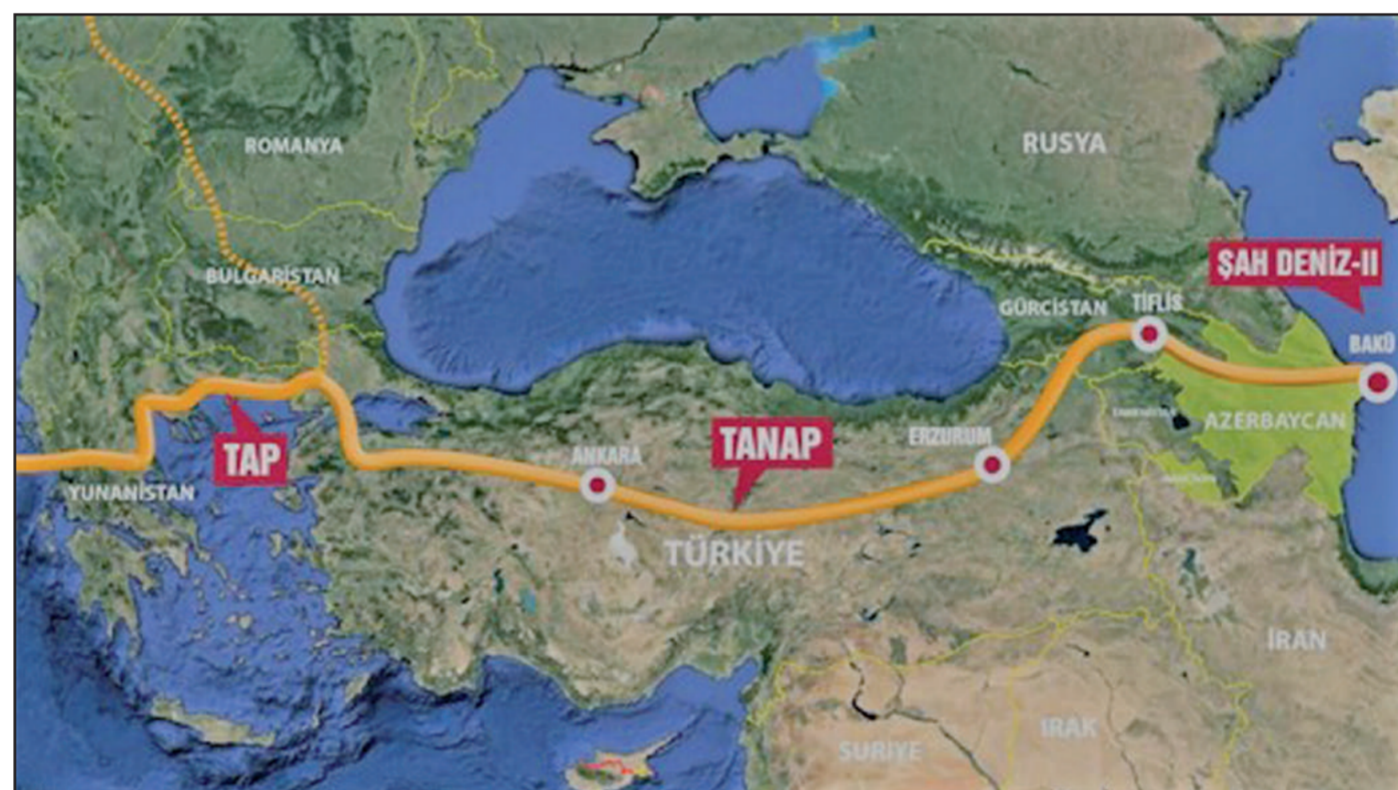 ROMANYA
RUSYA
BULGARİSTAN
ŞAH DENİZ-II
GÜRCİSTAN
TİFLİS
BAKÜ
AZERBAYCAN
TAP
TANAP
ERZURUM
ANKARA
YUNANİSTAN
TÜRKİYE
İRAN
IRAK
SURİYE